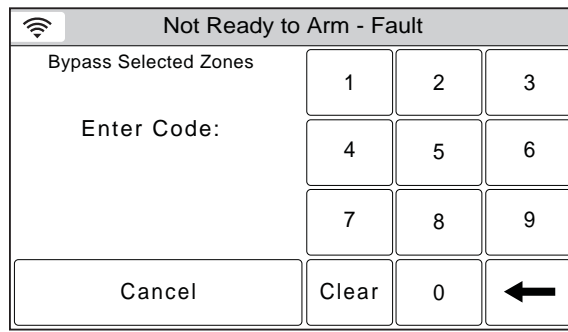 Not Ready to Arm - Fault
Bypass Selected Zones
Enter Code:
1 2 3
4 5 6
7 8 9
Cancel Clear 0